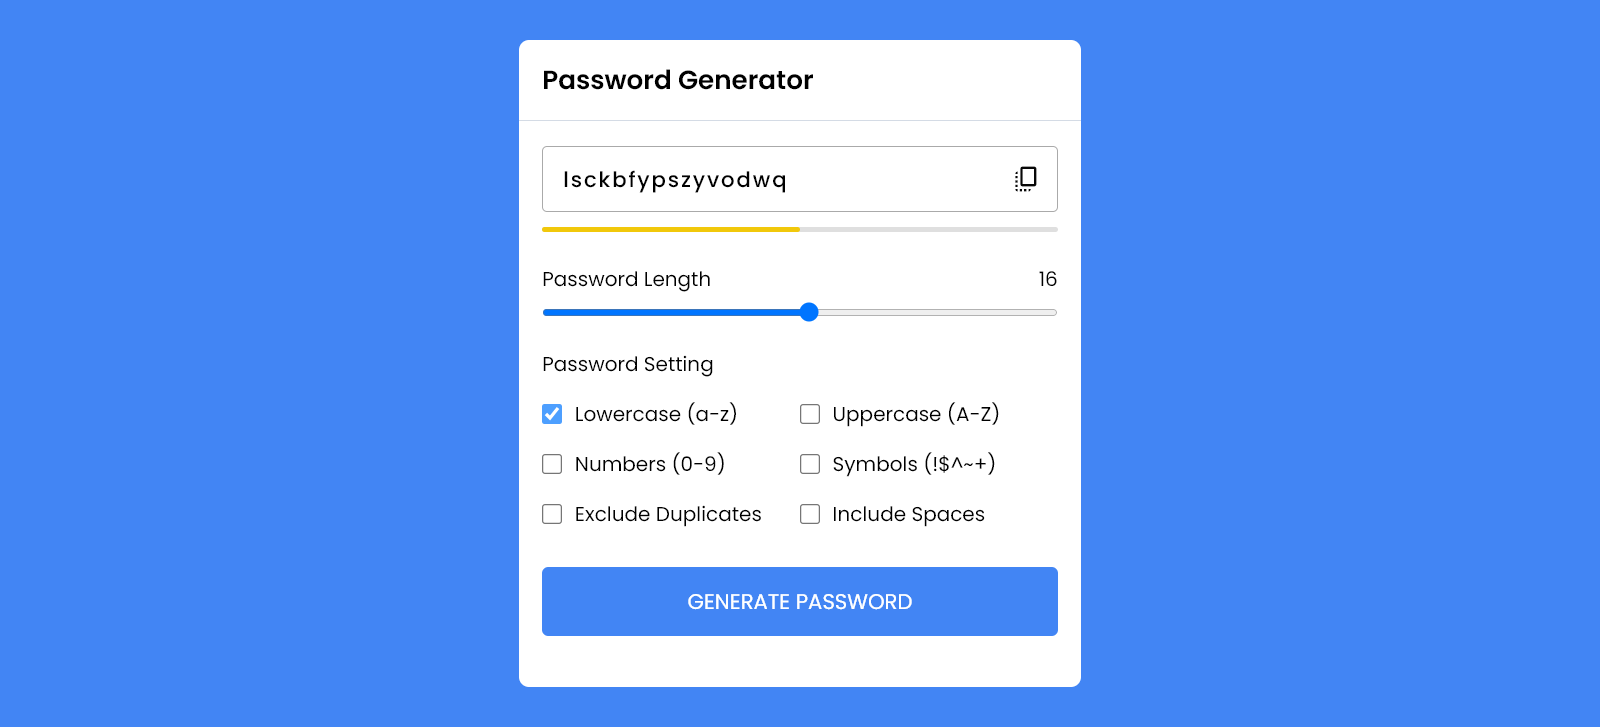 Password Generator
lsckbfypszyvodwq
Password Length 16
Password Setting
Lowercase (a-z) Uppercase (A-Z)
Numbers (0-9) Symbols (!$^~+)
Exclude Duplicates Include Spaces
GENERATE PASSWORD